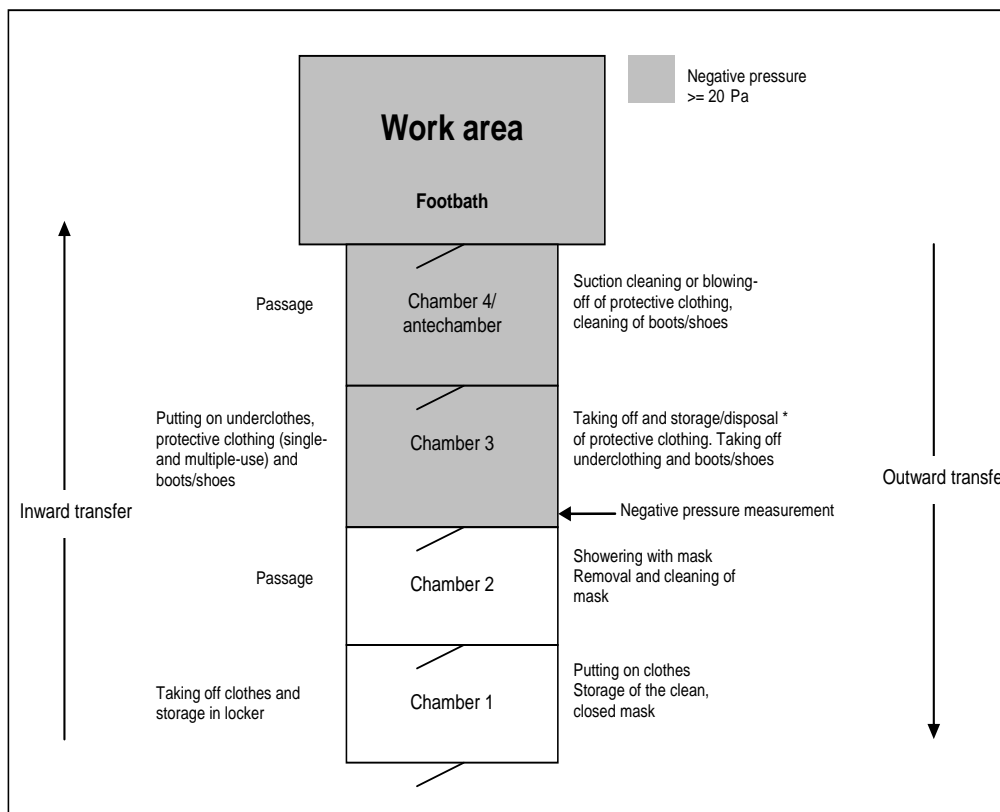 Negative pressure
>= 20 Pa
Work area
Footbath
Passage
Chamber 4/
antechamber
Suction cleaning or blowing-
off of protective clothing,
cleaning of boots/shoes
Putting on underclothes,
protective clothing (single-
and multiple-use) and
boots/shoes
Chamber 3
Taking off and storage/disposal *
of protective clothing. Taking off
underclothing and boots/shoes
Inward transfer
Outward transfe
Negative pressure measurement
Passage
Chamber 2
Showering with mask
Removal and cleaning of
mask
Taking off clothes and
storage in locker
Chamber 1
Putting on clothes
Storage of the clean,
closed mask